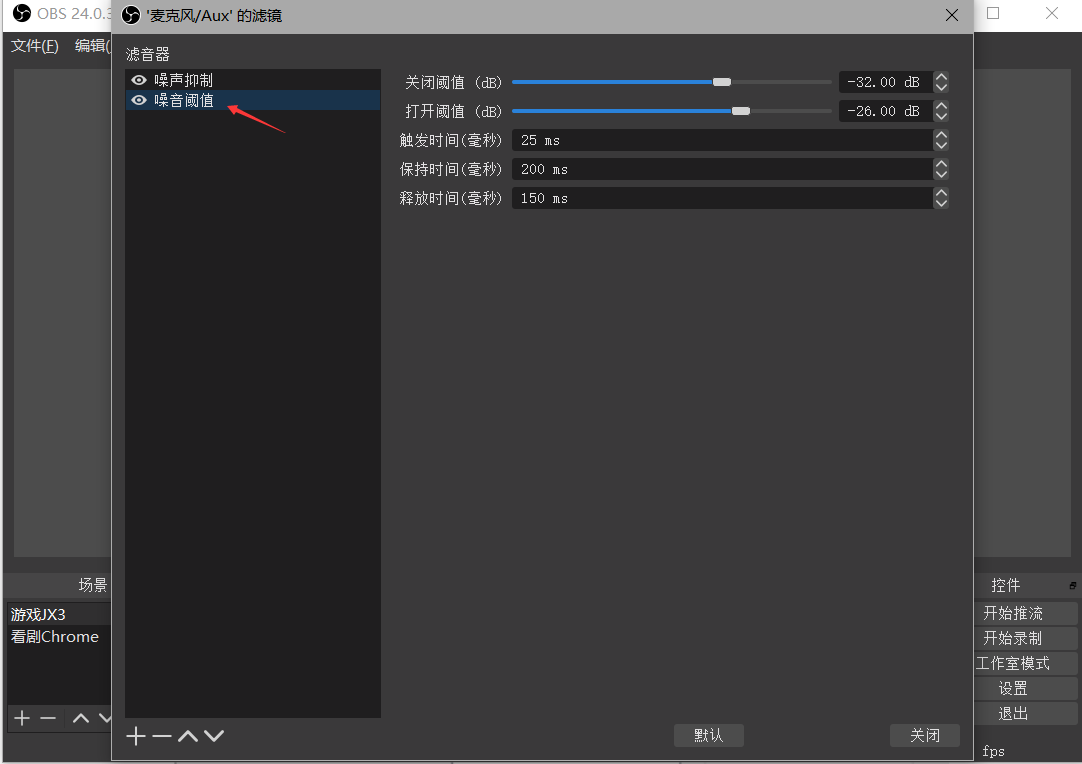 OBS 24.0.3
'麦克风/Aux' 的滤镜
文件(F) 编辑(
滤音器
噪声抑制
噪音阈值
关闭阈值 (dB) -32.00 dB
打开阈值 (dB) -26.00 dB
触发时间(毫秒) 25 ms
保持时间(毫秒) 200 ms
释放时间(毫秒) 150 ms
场景
游戏JX3
看剧Chrome
控件
开始推流
开始录制
工作室模式
设置
退出
默认
关闭
fps